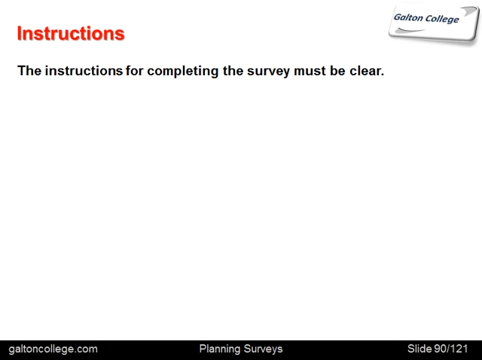 Instructions
Galton College
The instructions for completing the survey must be clear.
galtoncollege.com
Planning Surveys
Slide 90/121